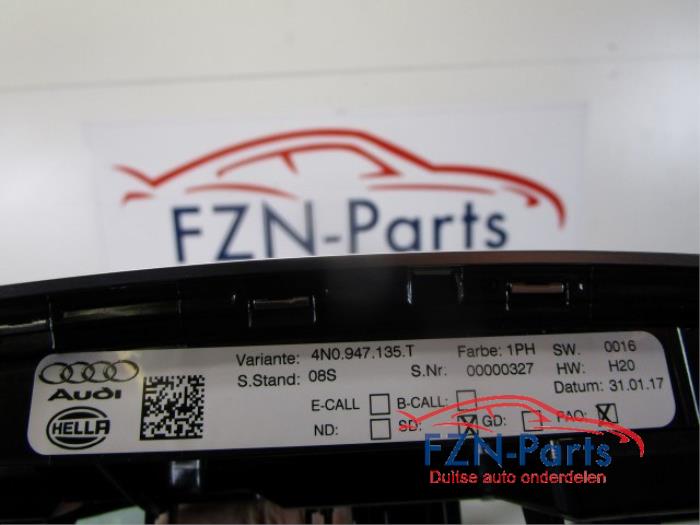 FZN-Parts
Variante: 4N0.947.135.T Farbe: 1PH SW. 0016
S.Stand: 08S S.Nr: 00000327 HW: H20
Datum: 31.01.17
Audi
HELLA
E-CALL B-CALL:
ND: SD: GD: FAO:
FZN-Parts
Duitse auto onderdelen